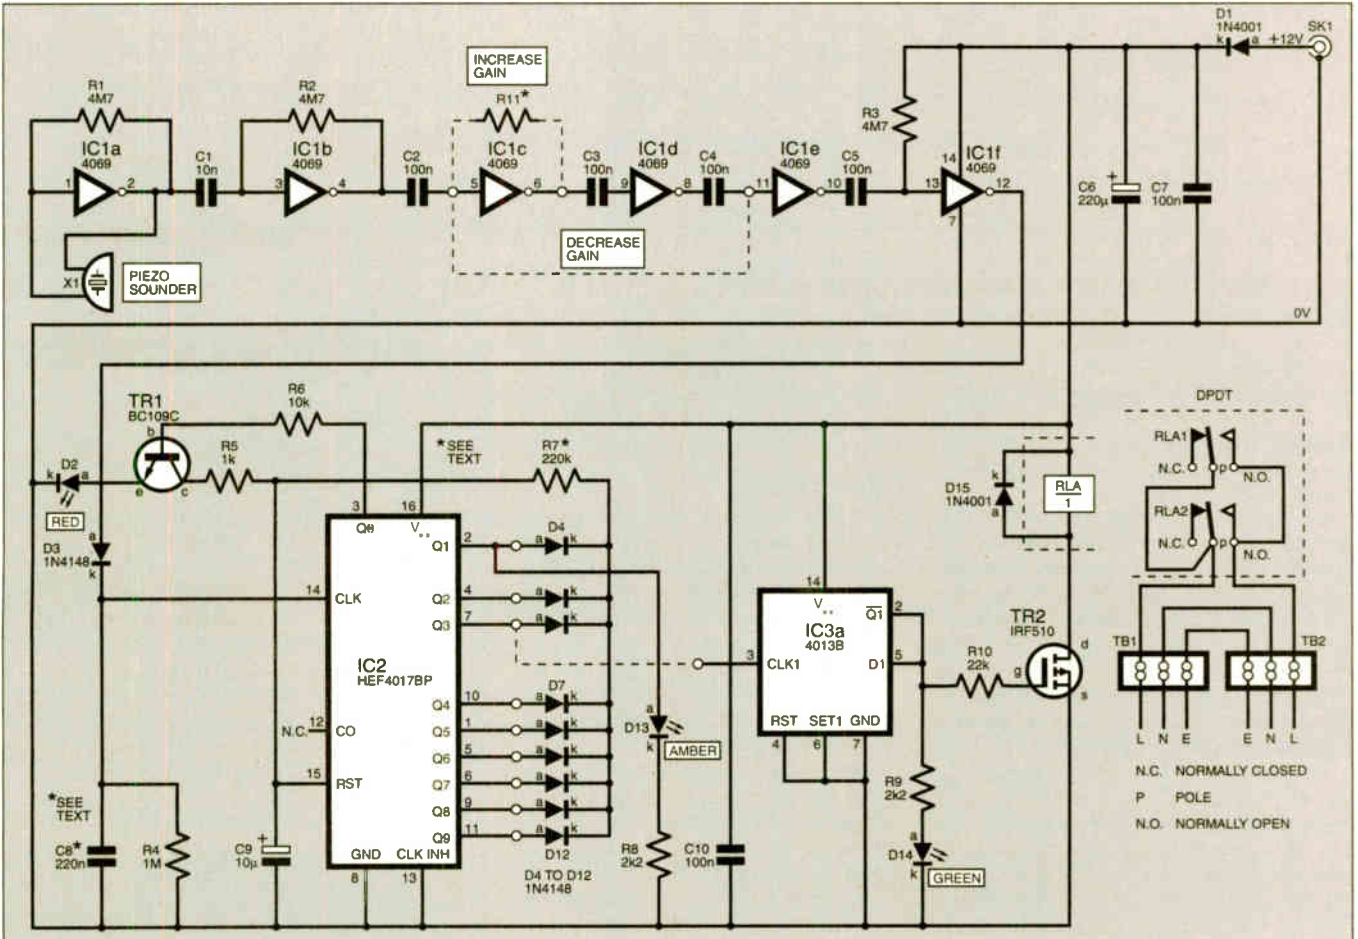 D1
1N4001
k a +12V
SK1
INCREASE
GAIN
R1
4M7
R2
4M7
R11*
R3
4M7
IC1a
4069
C1
10n
IC1b
4069
C2
100n
IC1c
4069
C3
100n
IC1d
4069
C4
100n
IC1e
4069
C5
100n
IC1f
4069
14
1 2 3 4 5 6 9 8 11 10 13 12
7
C6
220µ
+
C7
100n
DECREASE
GAIN
X1
PIEZO
SOUNDER
0V
TR1
BC109C
b
e
c
R6
10k
R5
1k
*SEE
TEXT
R7*
220k
D2
k a
RED
D3
1N4148
a
k
3 16
14 CLK
N.C. 12 CO
15 RST
IC2
HEF4017BP
Q1 2
Q2 4
Q3 7
Q4 10
Q5 1
Q6 5
Q7 6
Q8 9
Q9 11
GND
8
CLK INH
13
D4
a k
a k
a k
D7
a k
a k
a k
a k
a k
a k
D12
D4 TO D12
1N4148
*SEE
TEXT
C8*
220n
R4
1M
C9
10µ
+
D13
a
k
AMBER
R8
2k2
C10
100n
14
IC3a
4013B
3 CLK1
Q1 2
D1 5
RST SET1 GND
4 6 7
R10
22k
R9
2k2
D14
a
k
GREEN
D15
1N4001
k
a
RLA
1
TR2
IRF510
d
g
s
DPDT
RLA1
N.C. p N.O.
RLA2
N.C. p N.O.
TB1
TB2
L N E E N L
N.C. NORMALLY CLOSED
P POLE
N.O. NORMALLY OPEN